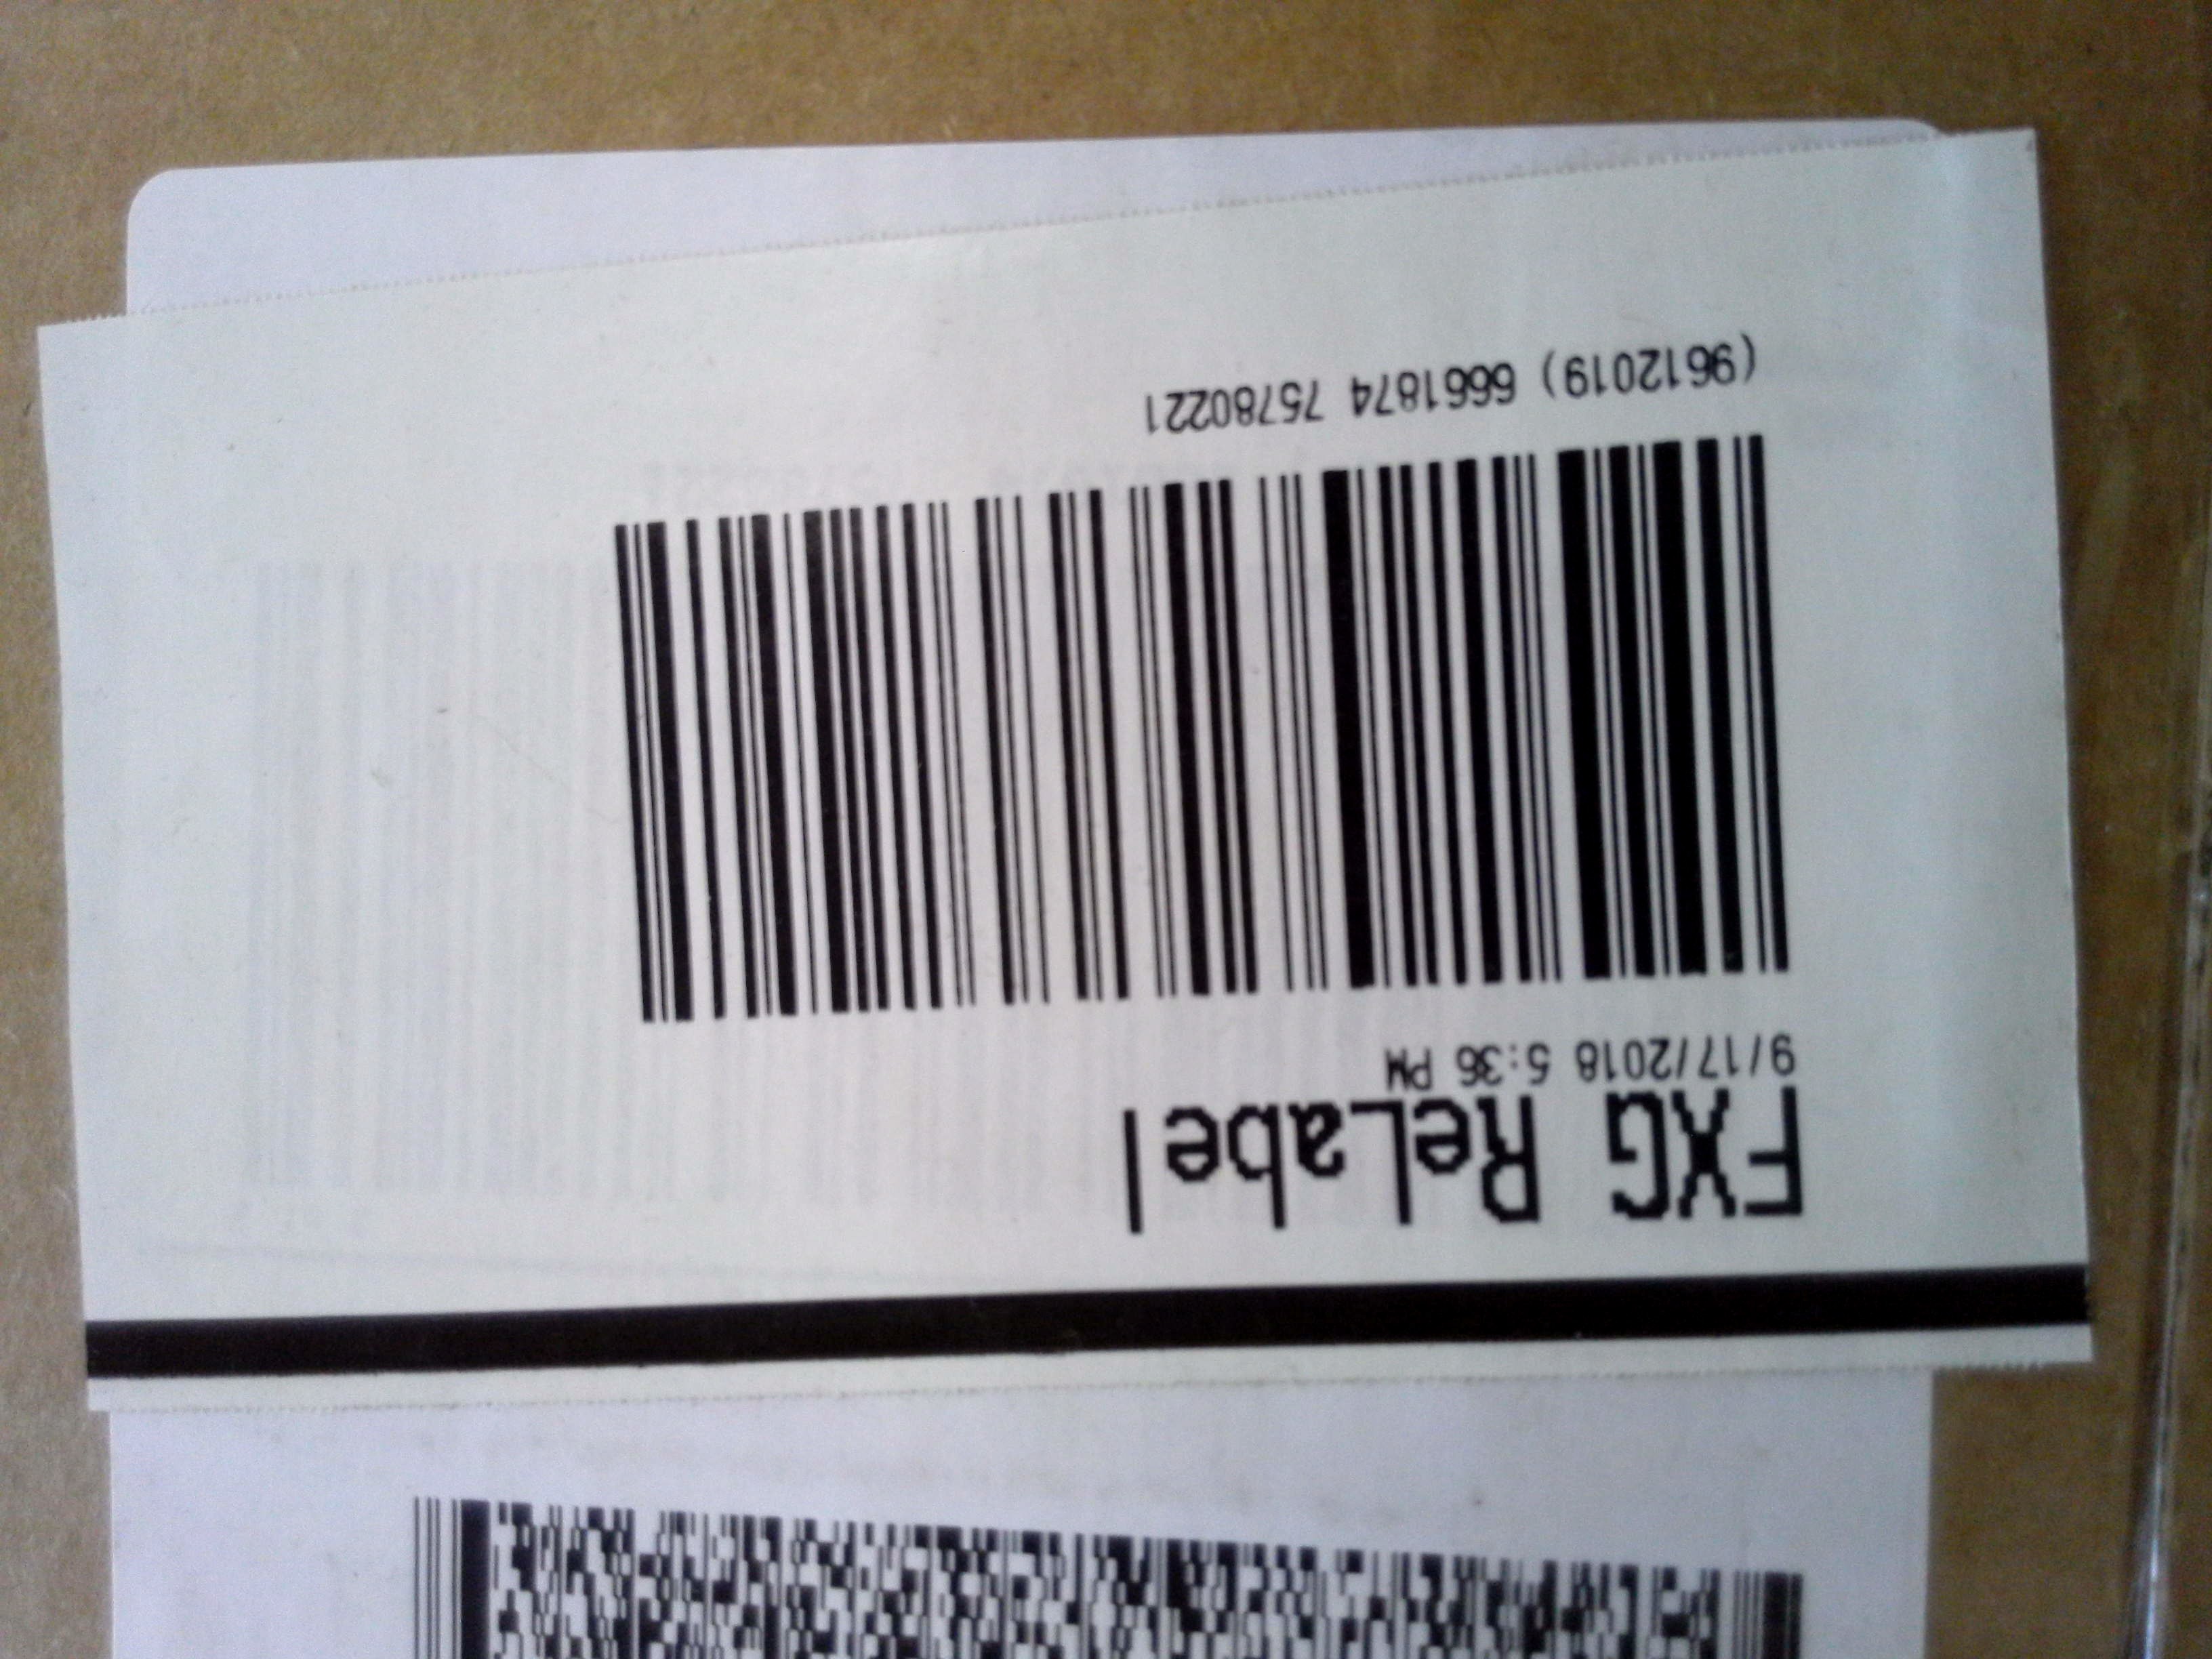 FXG ReLabel
9/17/2018 5:36 PM
(9612019) 6661874 75780221